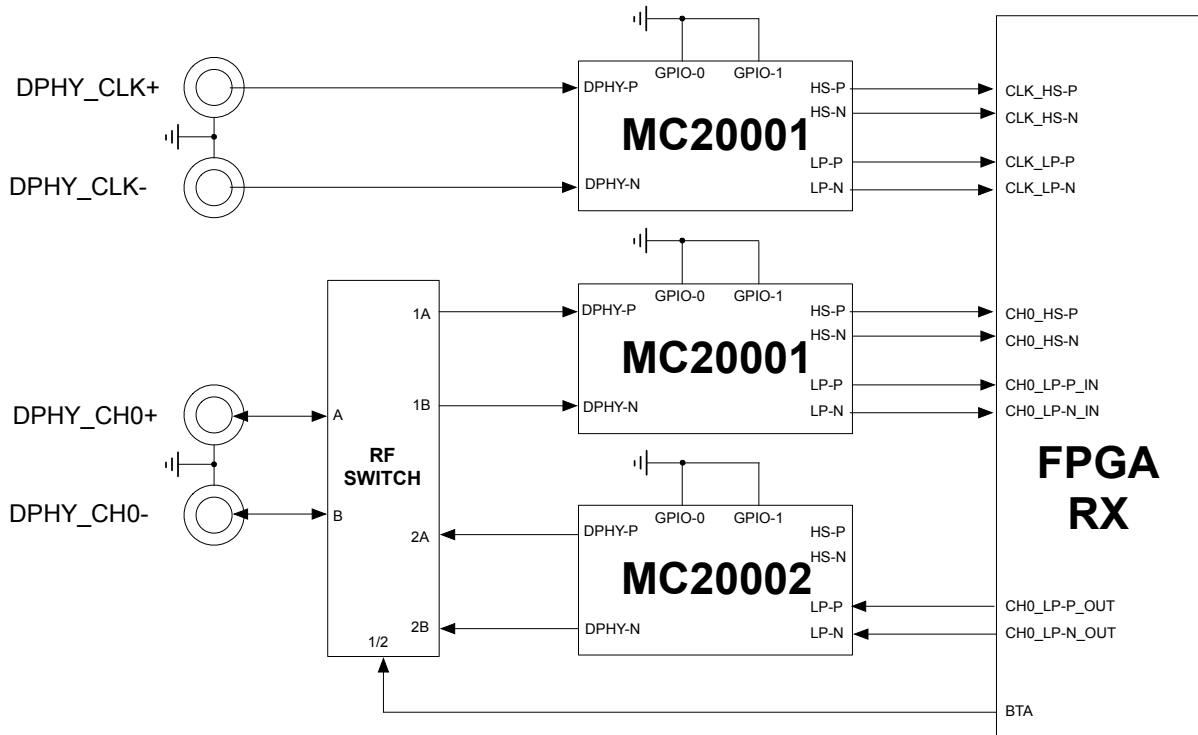 DPHY_CLK+
DPHY_CLK-
GPIO-0 GPIO-1
DPHY-P HS-P
HS-N
MC20001
LP-P
DPHY-N LP-N
CLK_HS-P
CLK_HS-N
CLK_LP-P
CLK_LP-N
DPHY_CH0+
DPHY_CH0-
1A
1B
A
RF
SWITCH
B
2A
2B
1/2
GPIO-0 GPIO-1
DPHY-P HS-P
HS-N
MC20001
LP-P
DPHY-N LP-N
CH0_HS-P
CH0_HS-N
CH0_LP-P_IN
CH0_LP-N_IN
GPIO-0 GPIO-1
DPHY-P HS-P
HS-N
MC20002
LP-P
DPHY-N LP-N
FPGA
RX
CH0_LP-P_OUT
CH0_LP-N_OUT
BTA